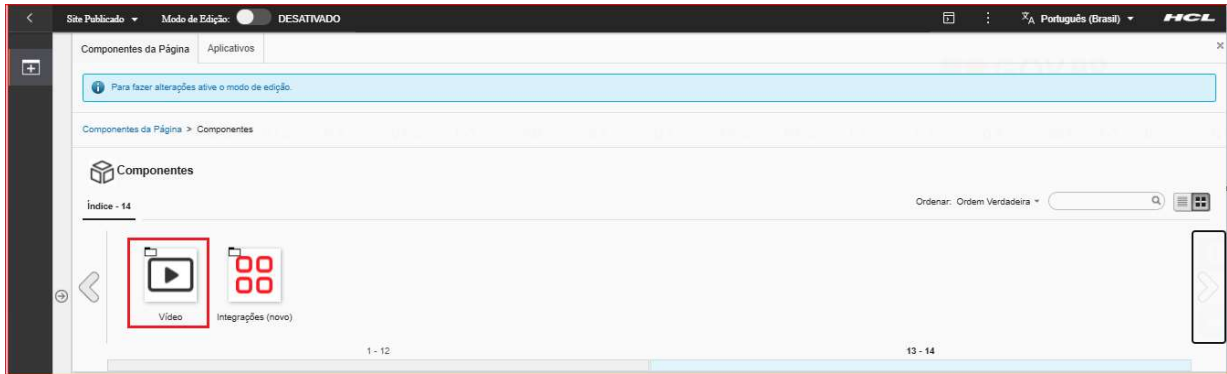 Site Publicado Modo de Edição: DESATIVADO Português (Brasil) HCL
Componentes da Página Aplicativos
Para fazer alterações ative o modo de edição.
Componentes da Página > Componentes
Componentes
Índice - 14 Ordenar: Ordem Verdadeira
Vídeo Integrações (novo)
1 - 12 13 - 14